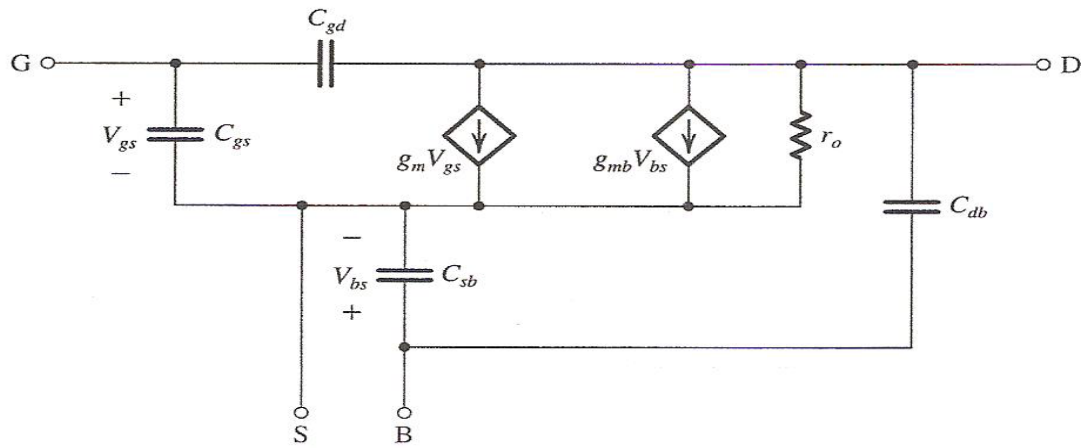 C_gd
G
D
+
V_gs
−
C_gs
g_m V_gs
g_mb V_bs
r_o
C_db
−
V_bs
+
C_sb
S
B